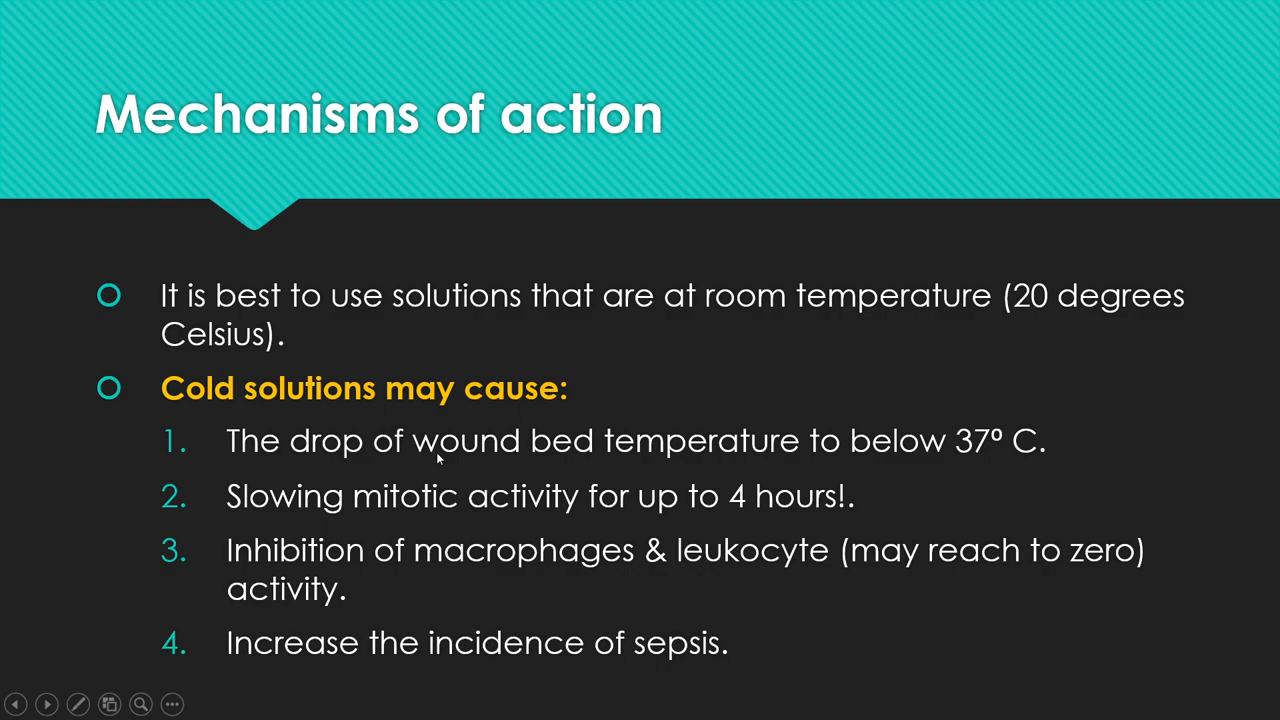 Mechanisms of action
It is best to use solutions that are at room temperature (20 degrees
Celsius).
Cold solutions may cause:
1. The drop of wound bed temperature to below 37º C.
2. Slowing mitotic activity for up to 4 hours!.
3. Inhibition of macrophages & leukocyte (may reach to zero)
activity.
4. Increase the incidence of sepsis.